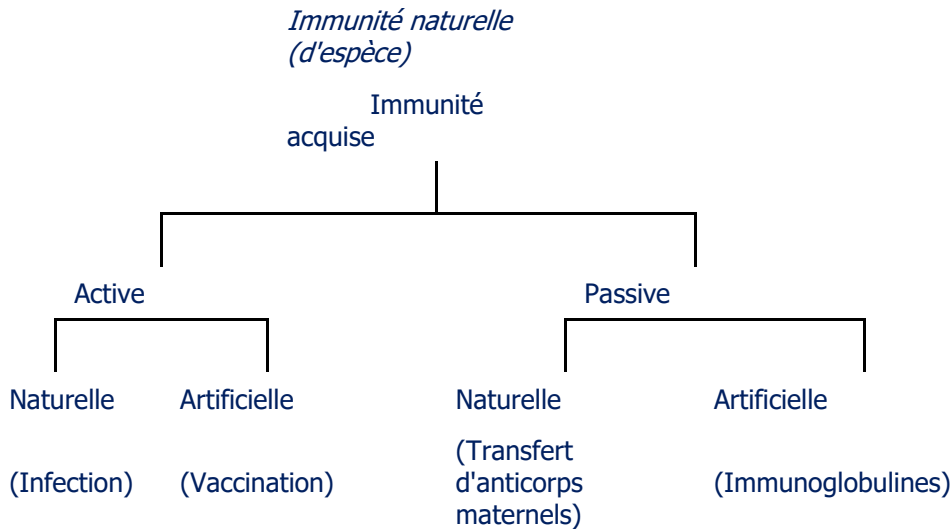 Immunité naturelle
(d'espèce)
Immunité
acquise
Active
Passive
Naturelle
Artificielle
Naturelle
Artificielle
(Infection)
(Vaccination)
(Transfert
d'anticorps
maternels)
(Immunoglobulines)